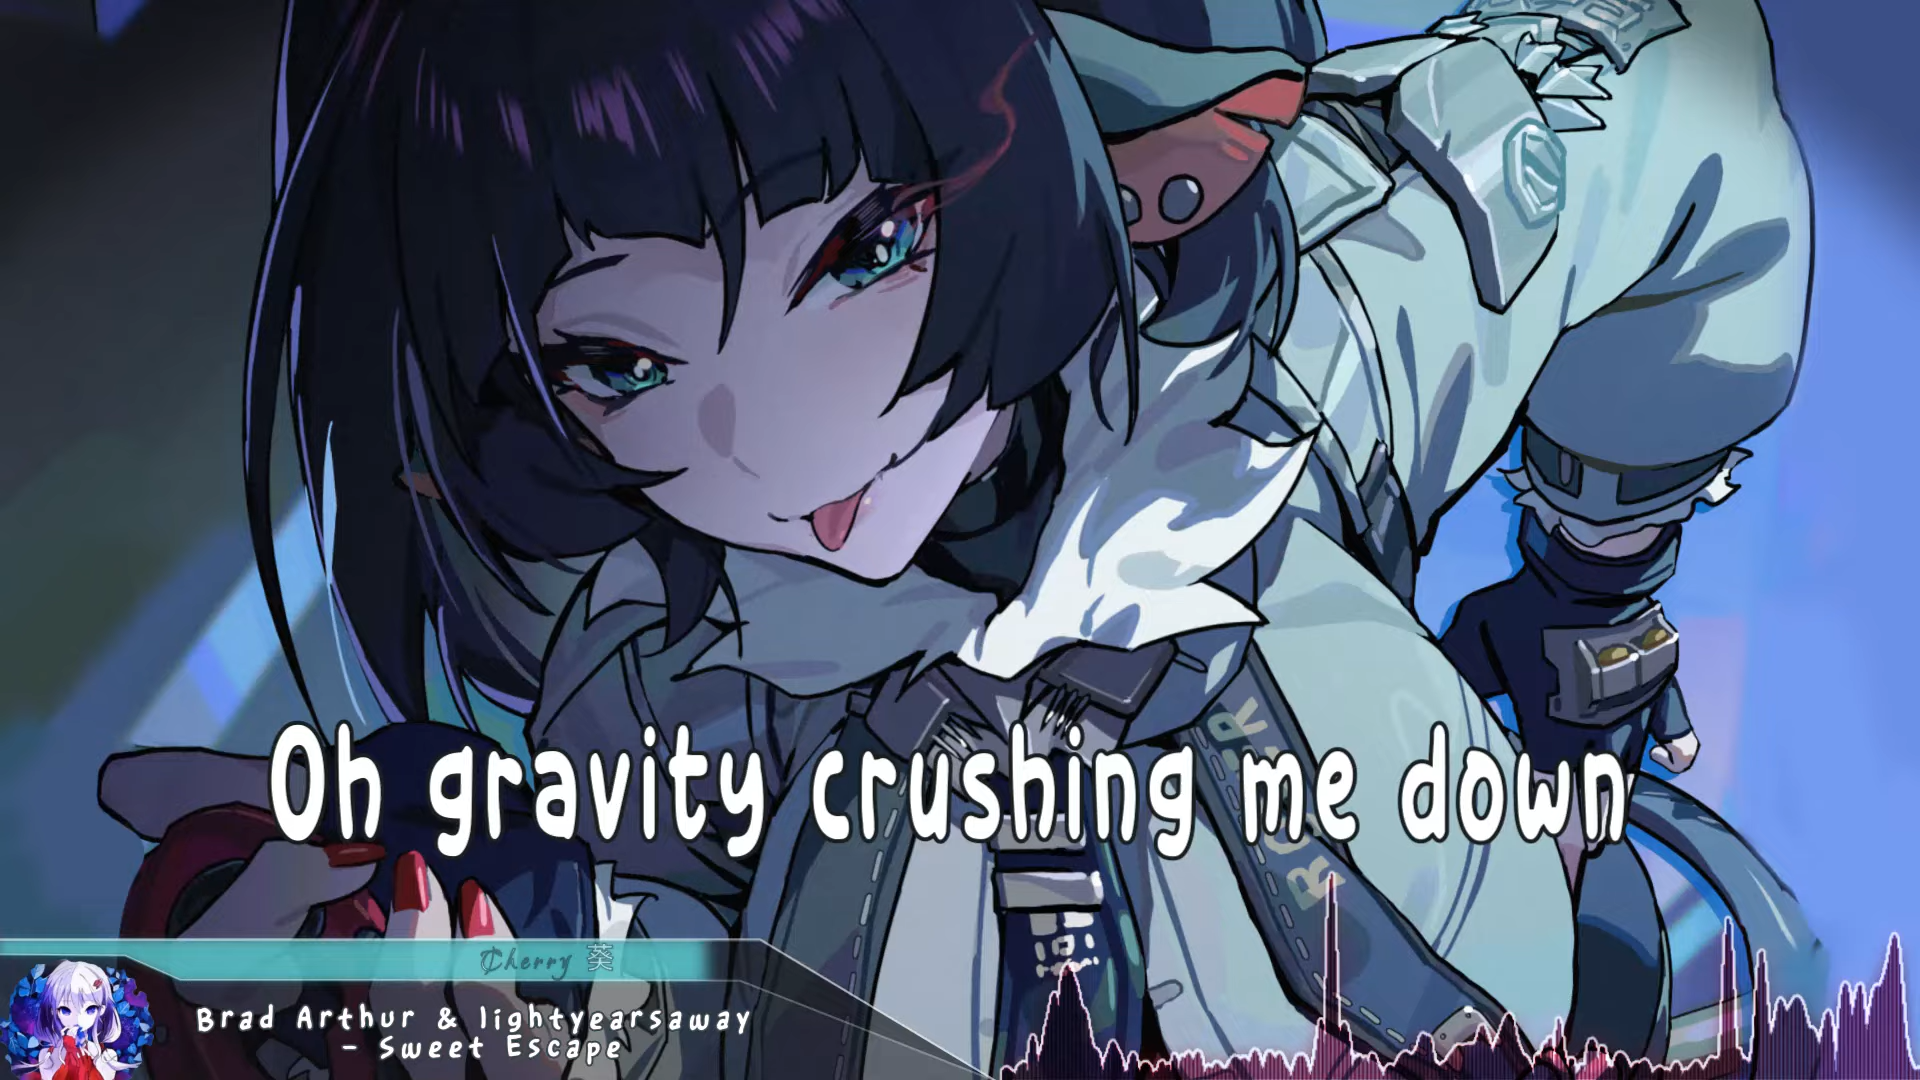 Oh gravity crushing me down
Cherry 葵
Brad Arthur & lightyearsaway
- Sweet Escape